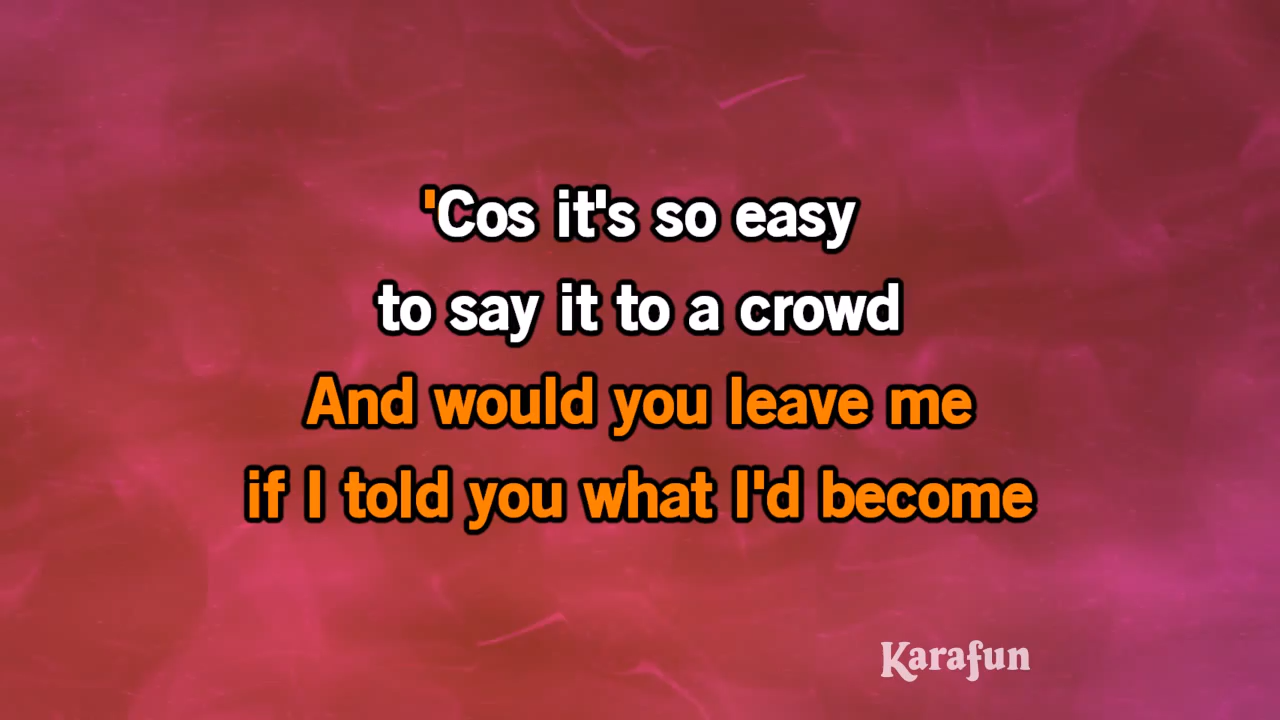 'Cos it's so easy
to say it to a crowd
And would you leave me
if I told you what I'd become
Karafun